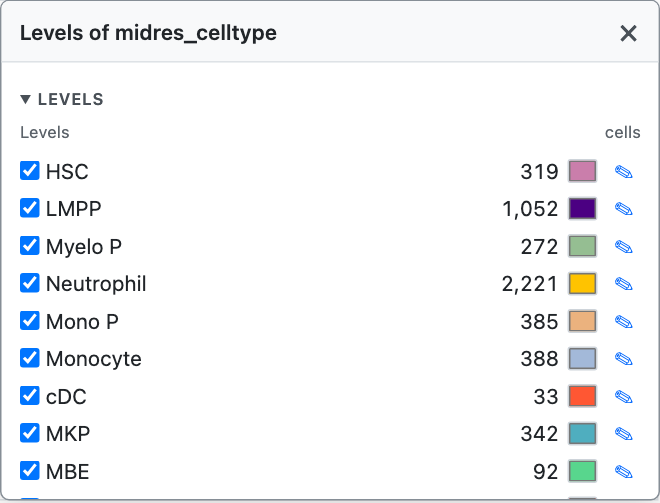 Levels of midres_celltype ×
▼ LEVELS
Levels cells
HSC 319
LMPP 1,052
Myelo P 272
Neutrophil 2,221
Mono P 385
Monocyte 388
cDC 33
MKP 342
MBE 92